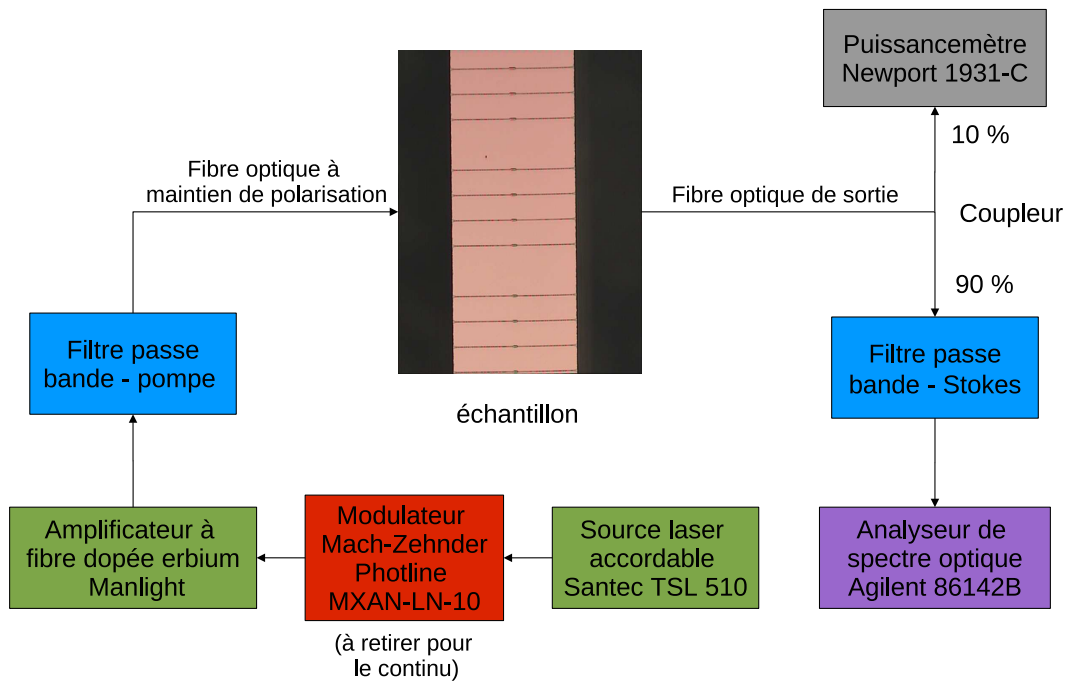 Puissancemètre
Newport 1931-C
10 %
Fibre optique à
maintien de polarisation
Fibre optique de sortie
Coupleur
90 %
Filtre passe
bande - pompe
Filtre passe
bande - Stokes
échantillon
Amplificateur à
fibre dopée erbium
Manlight
Modulateur
Mach-Zehnder
Photline
MXAN-LN-10
Source laser
accordable
Santec TSL 510
Analyseur de
spectre optique
Agilent 86142B
(à retirer pour
le continu)